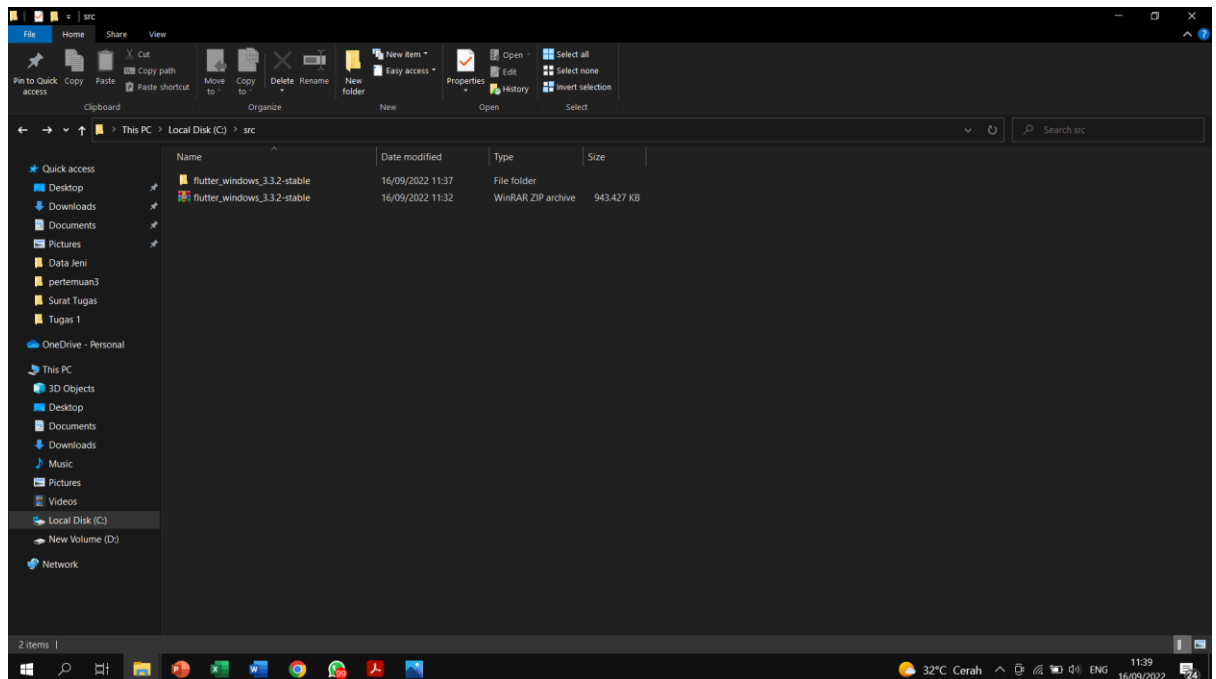 src
File Home Share View
Pin to Quick access
Copy
Paste
Cut
Copy path
Paste shortcut
Clipboard
Move to
Copy to
Delete
Rename
Organize
New folder
New item
Easy access
New
Properties
Open
Edit
History
Open
Select all
Select none
Invert selection
Select
This PC > Local Disk (C:) > src
Search src
Name Date modified Type Size
flutter_windows_3.3.2-stable 16/09/2022 11:37 File folder
flutter_windows_3.3.2-stable 16/09/2022 11:32 WinRAR ZIP archive 943.427 KB
Quick access
Desktop
Downloads
Documents
Pictures
Data Jeni
pertemuan3
Surat Tugas
Tugas 1
OneDrive - Personal
This PC
3D Objects
Desktop
Documents
Downloads
Music
Pictures
Videos
Local Disk (C:)
New Volume (D:)
Network
2 items
99
32°C Cerah
ENG
11:39
16/09/2022
24